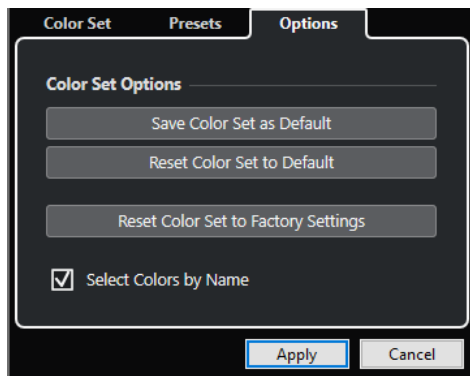 Color Set Presets Options
Color Set Options
Save Color Set as Default
Reset Color Set to Default
Reset Color Set to Factory Settings
Select Colors by Name
Apply Cancel